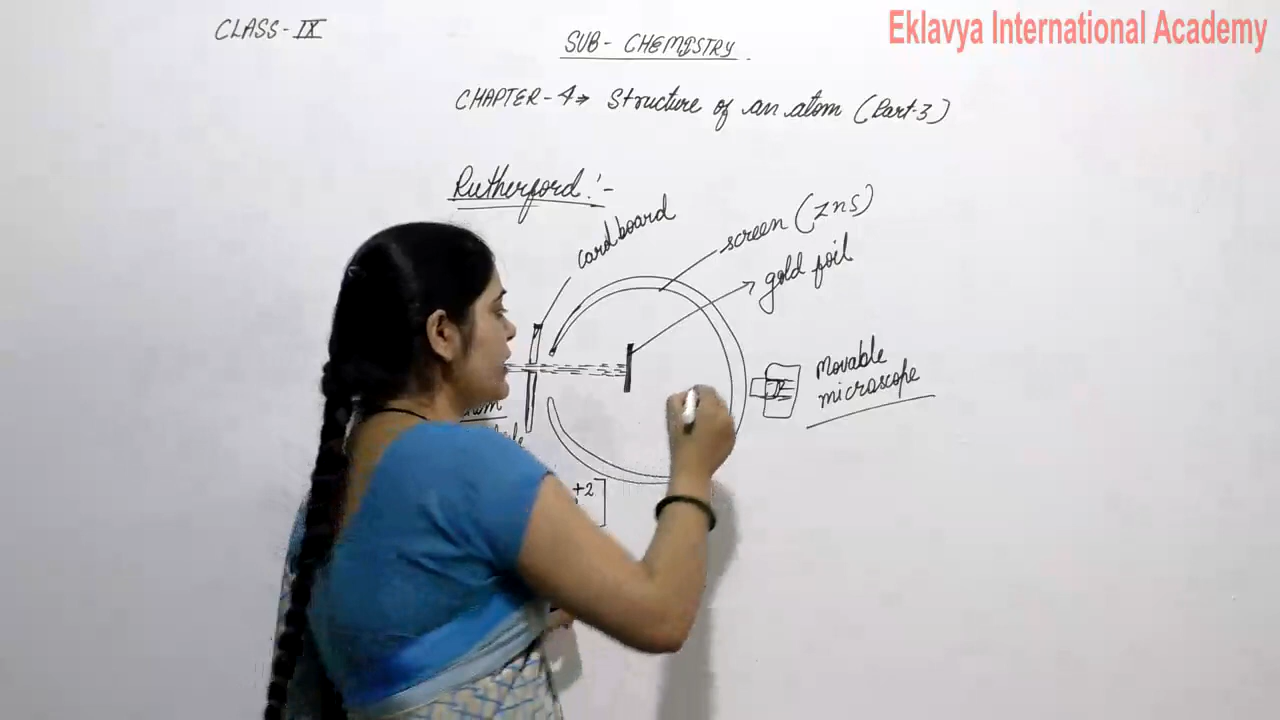 CLASS-IX
Eklavya International Academy
SUB- CHEMISTRY
CHAPTER-4⇒ Structure of an atom (Part-3)
Rutherford:-
cardboard
screen (ZnS)
gold foil
Movable
microscope
+2